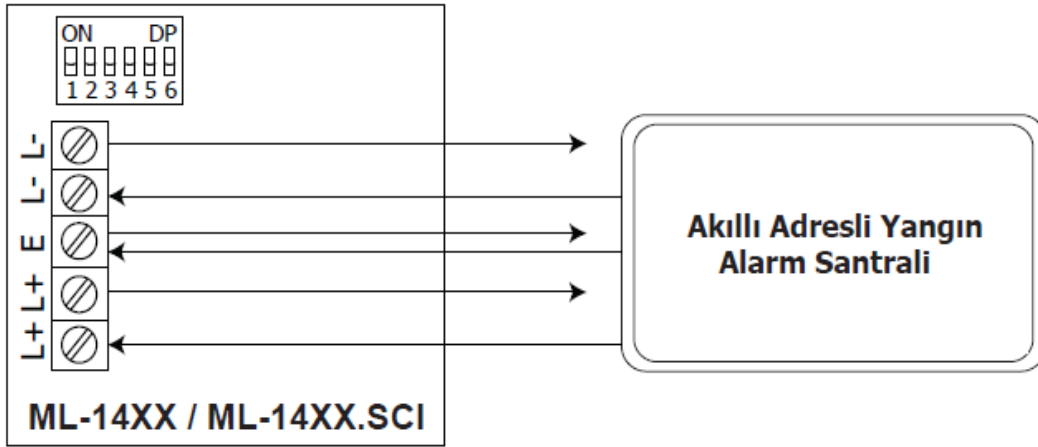 ON DP
1 2 3 4 5 6
L-
L-
E
L+
L+
Akıllı Adresli Yangın
Alarm Santrali
ML-14XX / ML-14XX.SCI